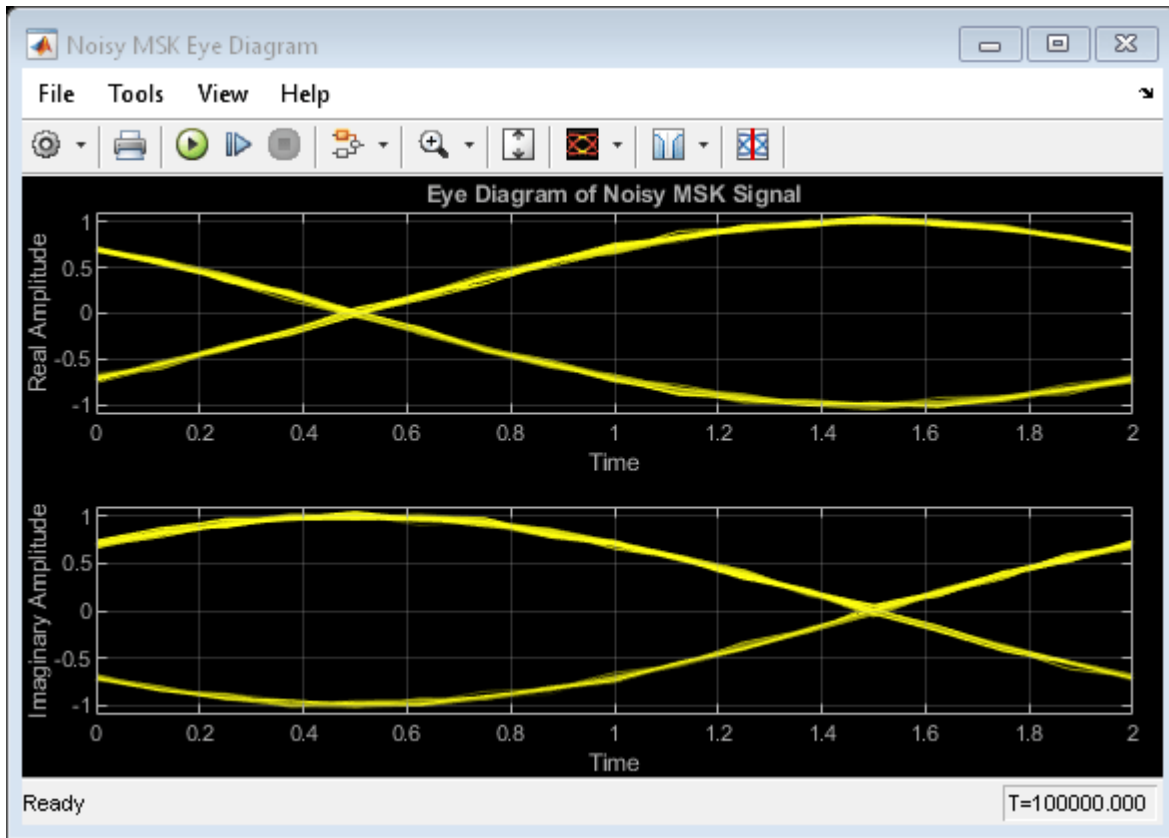 Noisy MSK Eye Diagram
File Tools View Help
Eye Diagram of Noisy MSK Signal
Real Amplitude
1
0.5
0
-0.5
-1
0 0.2 0.4 0.6 0.8 1 1.2 1.4 1.6 1.8 2
Time
Imaginary Amplitude
1
0.5
0
-0.5
-1
0 0.2 0.4 0.6 0.8 1 1.2 1.4 1.6 1.8 2
Time
Ready T=100000.000